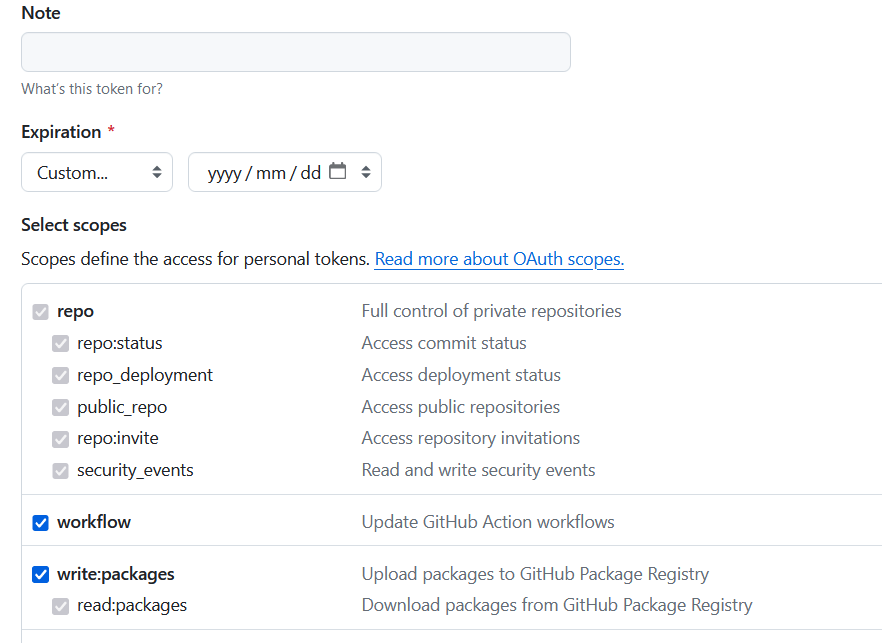 Note
What's this token for?
Expiration *
Custom... yyyy / mm / dd
Select scopes
Scopes define the access for personal tokens. Read more about OAuth scopes.
repo Full control of private repositories
repo:status Access commit status
repo_deployment Access deployment status
public_repo Access public repositories
repo:invite Access repository invitations
security_events Read and write security events
workflow Update GitHub Action workflows
write:packages Upload packages to GitHub Package Registry
read:packages Download packages from GitHub Package Registry